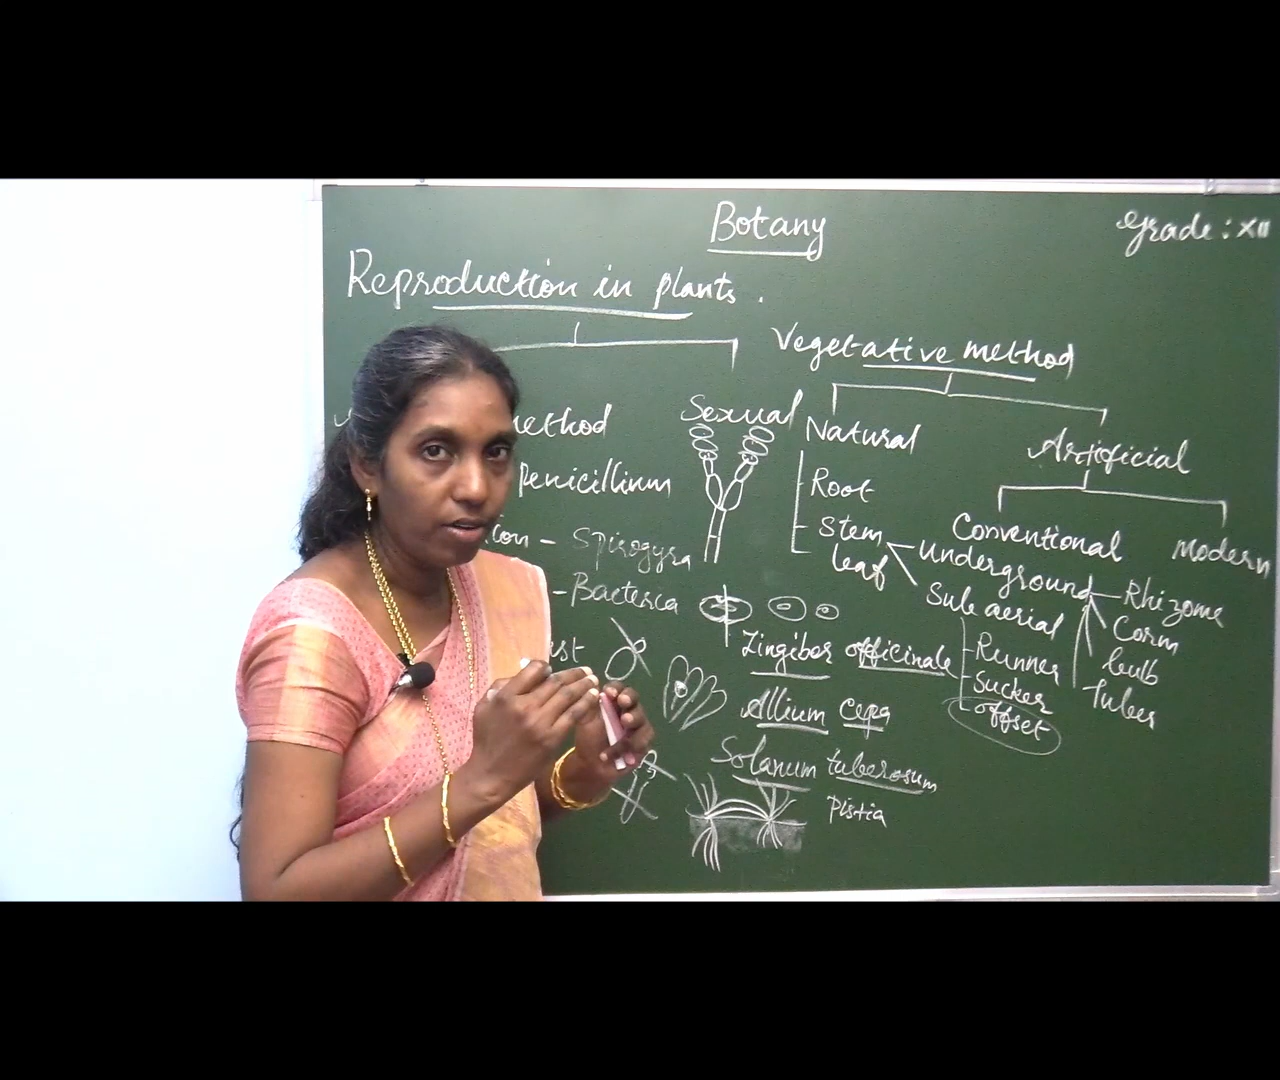 Botany
Grade : XII
Reproduction in plants.
Vegetative method
Sexual
Natural
Artificial
Penicillium
Root
Conventional
Modern
Spirogyra
Stem
Underground
leaf
Rhizome
Bacteria
Sub aerial
Corm
Zingiber officinale
Runner
bulb
Sucker
Tuber
Allium cepa
offset
Solanum tuberosum
Pistia